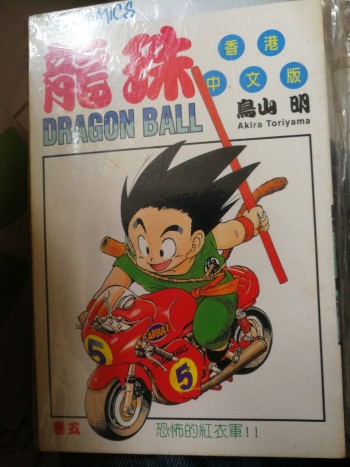 COMICS
龍珠
香港
中文版
DRAGON BALL
鳥山 明
Akira Toriyama
CAPSULE
5
5
卷五
恐怖的紅衣軍!!